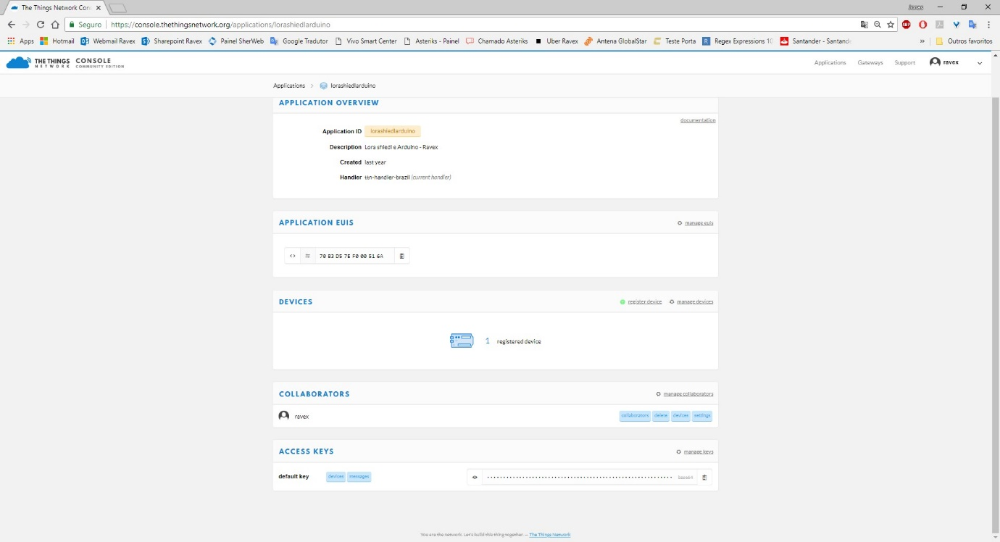 The Things Network Con
Seguro https://console.thethingsnetwork.org/applications/lorashiedlarduino
Apps Hotmail Webmail Ravex Sharepoint Ravex Painel SherWeb Google Tradutor Vivo Smart Center Asteriks - Painel Chamado Asteriks Uber Ravex Antena GlobalStar Teste Porta Regex Expressions 10 Santander - Santande » Outros favoritos
THE THINGS NETWORK CONSOLE COMMUNITY EDITION Applications Gateways Support ravex
Applications > lorashiedlarduino
APPLICATION OVERVIEW
documentation
Application ID lorashiedlarduino
Description Lora shiedl e Arduino - Ravex
Created last year
Handler ttn-handler-brazil (current handler)
APPLICATION EUIS manage euis
<> 70 B3 D5 7E F0 00 51 6A
DEVICES register device manage devices
1 registered device
COLLABORATORS manage collaborators
ravex collaborators delete devices settings
ACCESS KEYS manage keys
default key devices messages base64
You are the network. Let's build this thing together. — The Things Network